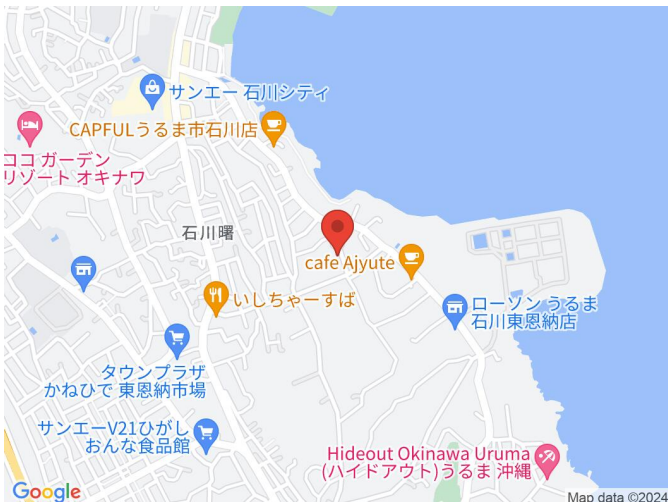 サンエー 石川シティ
CAPFULうるま市石川店
ココ ガーデン
リゾート オキナワ
石川曙
cafe Ajyute
いしちゃーすば
ローソン うるま
石川東恩納店
タウンプラザ
かねひで 東恩納市場
サンエーV21ひがし
おんな食品館
Hideout Okinawa Uruma
(ハイドアウト)うるま 沖縄
Google
Map data ©2024